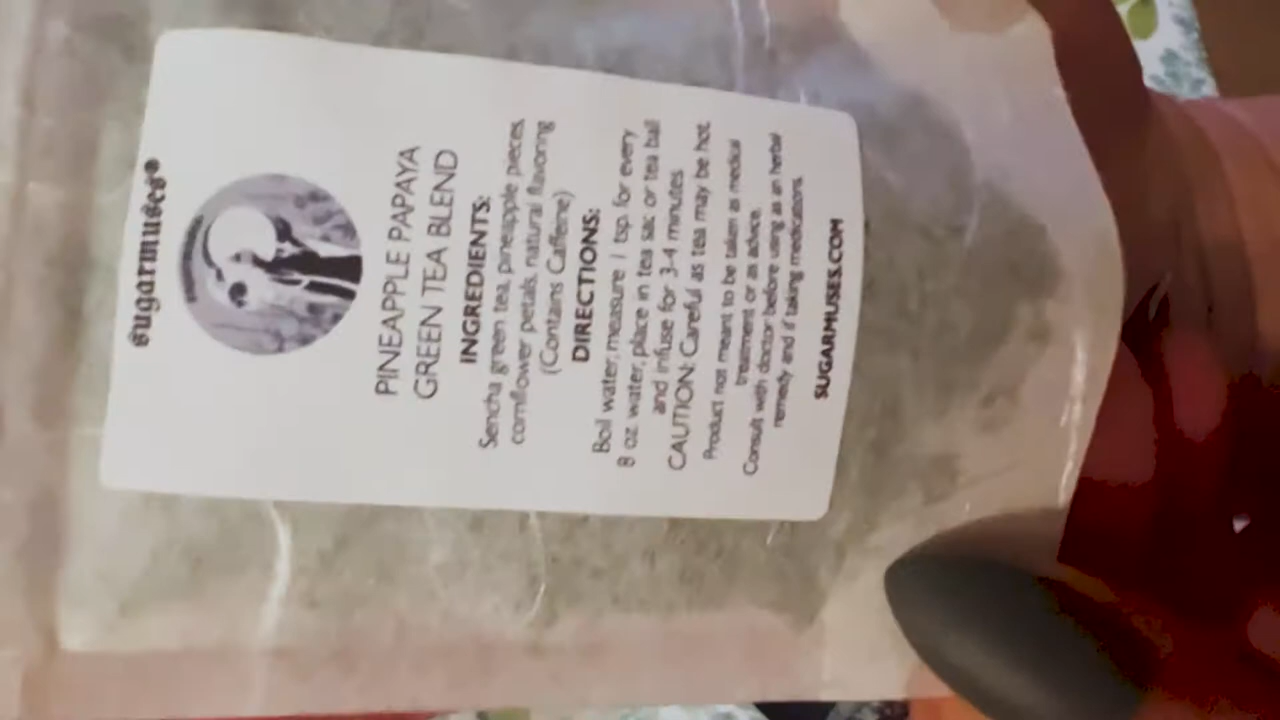 sugarmuses®
PINEAPPLE PAPAYA
GREEN TEA BLEND
INGREDIENTS:
Sencha green tea, pineapple pieces,
cornflower petals, natural flavoring
(Contains Caffeine)
DIRECTIONS:
Boil water, measure 1 tsp. for every
8 oz. water, place in tea sac or tea ball
and infuse for 3-4 minutes.
CAUTION: Careful as tea may be hot.
Product not meant to be taken as medical
treatment or as advice.
Consult with doctor before using as an herbal
remedy and if taking medications.
SUGARMUSES.COM